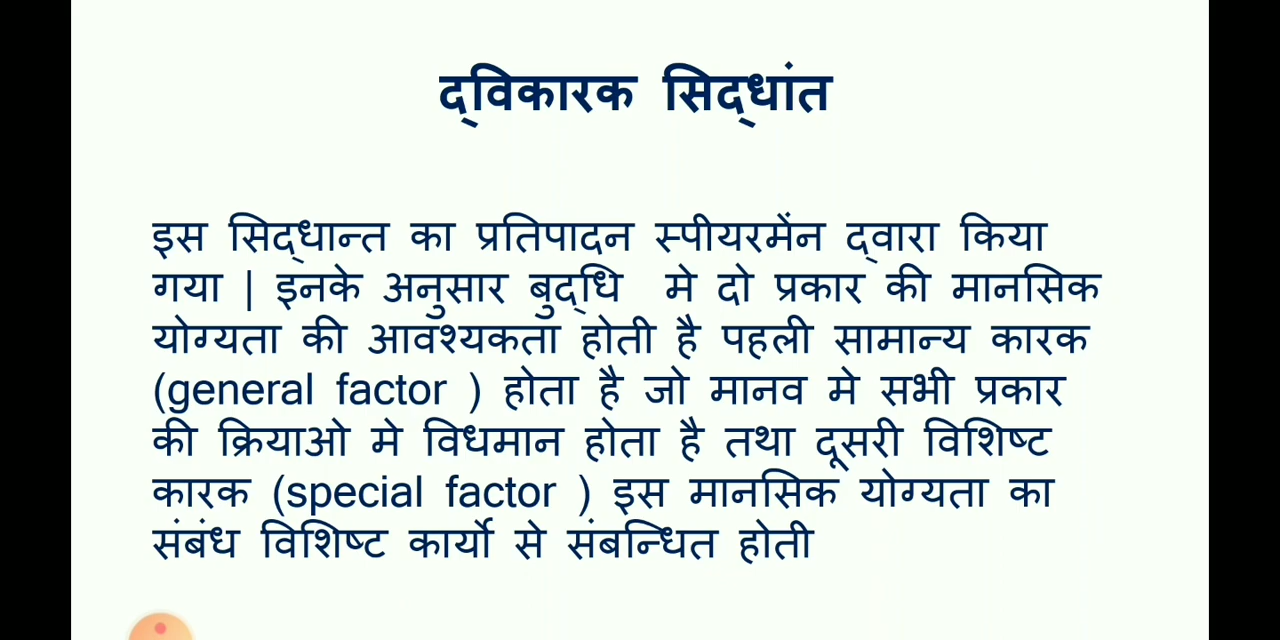 द्विकारक सिद्धांत
इस सिद्धान्त का प्रतिपादन स्पीयरमेंन द्वारा किया
गया | इनके अनुसार बुद्धि मे दो प्रकार की मानसिक
योग्यता की आवश्यकता होती है पहली सामान्य कारक
(general factor ) होता है जो मानव मे सभी प्रकार
की क्रियाओ मे विधमान होता है तथा दूसरी विशिष्ट
कारक (special factor ) इस मानसिक योग्यता का
संबंध विशिष्ट कार्यो से संबन्धित होती